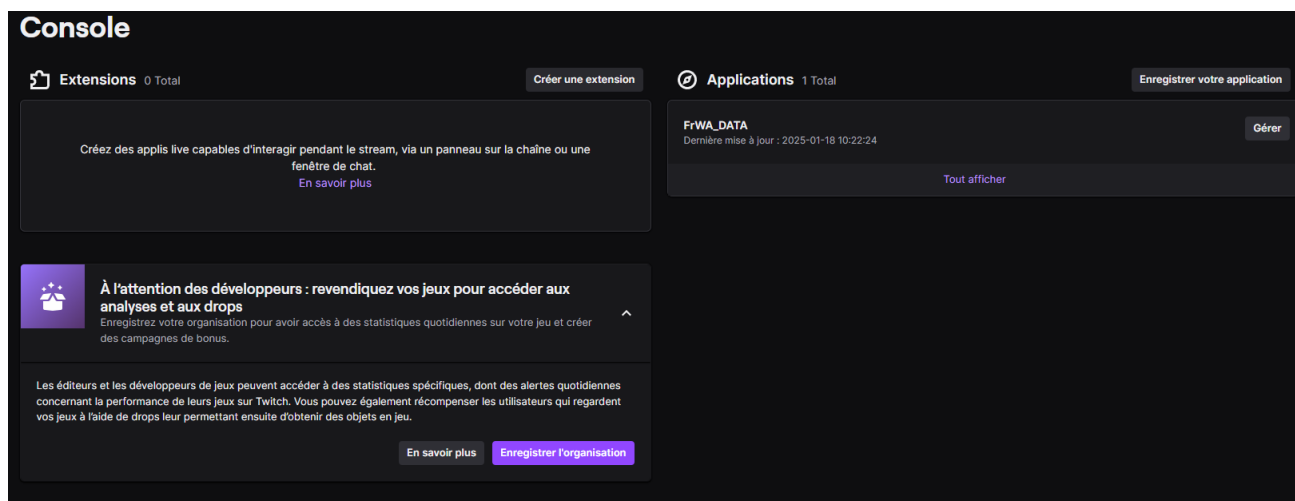 Console
Extensions 0 Total
Créer une extension
Créez des applis live capables d'interagir pendant le stream, via un panneau sur la chaîne ou une
fenêtre de chat.
En savoir plus
Applications 1 Total
Enregistrer votre application
FrWA_DATA
Dernière mise à jour : 2025-01-18 10:22:24
Gérer
Tout afficher
À l'attention des développeurs : revendiquez vos jeux pour accéder aux
analyses et aux drops
Enregistrez votre organisation pour avoir accès à des statistiques quotidiennes sur votre jeu et créer
des campagnes de bonus.
Les éditeurs et les développeurs de jeux peuvent accéder à des statistiques spécifiques, dont des alertes quotidiennes
concernant la performance de leurs jeux sur Twitch. Vous pouvez également récompenser les utilisateurs qui regardent
vos jeux à l'aide de drops leur permettant ensuite d'obtenir des objets en jeu.
En savoir plus
Enregistrer l'organisation